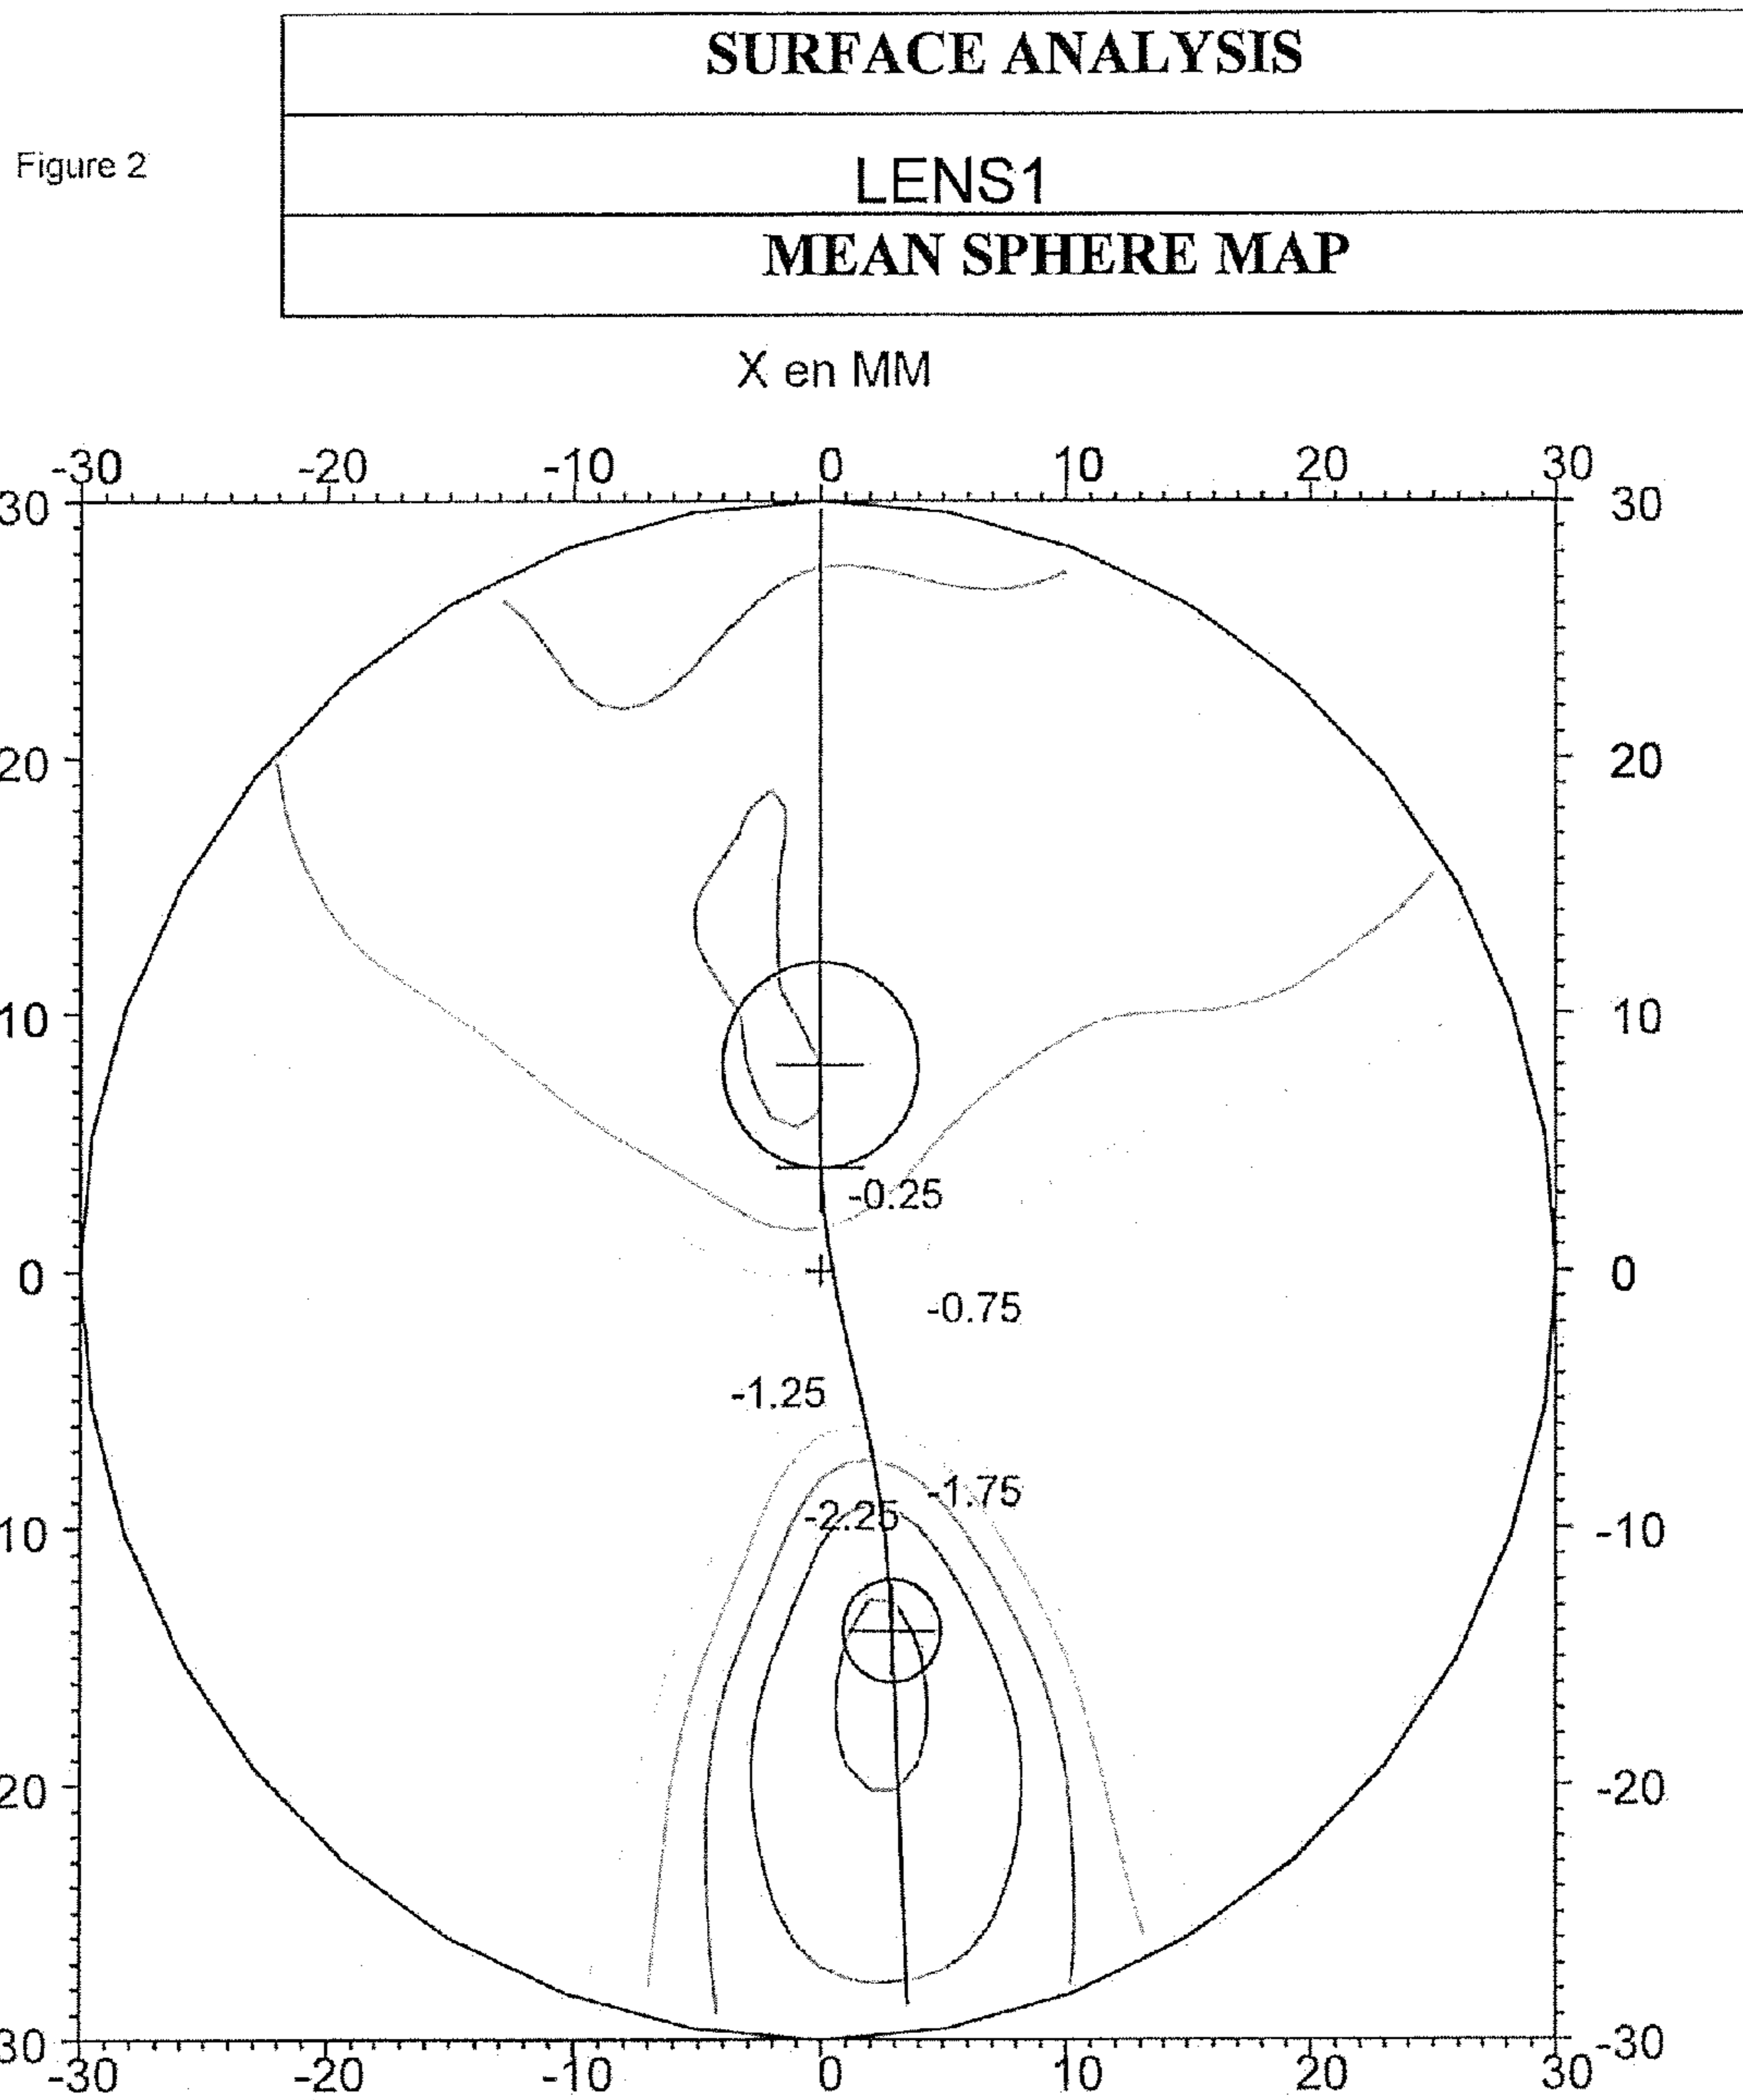 SURFACE ANALYSIS
Figure 2
LENS1
MEAN SPHERE MAP
X en MM
-30 -20 -10 0 10 20 30
30 30
20 20
10 10
-0.25
0 0
-0.75
-1.25
-1.75
-2.25
10 -10
20 -20
30 -30
-30 -20 -10 0 10 20 30